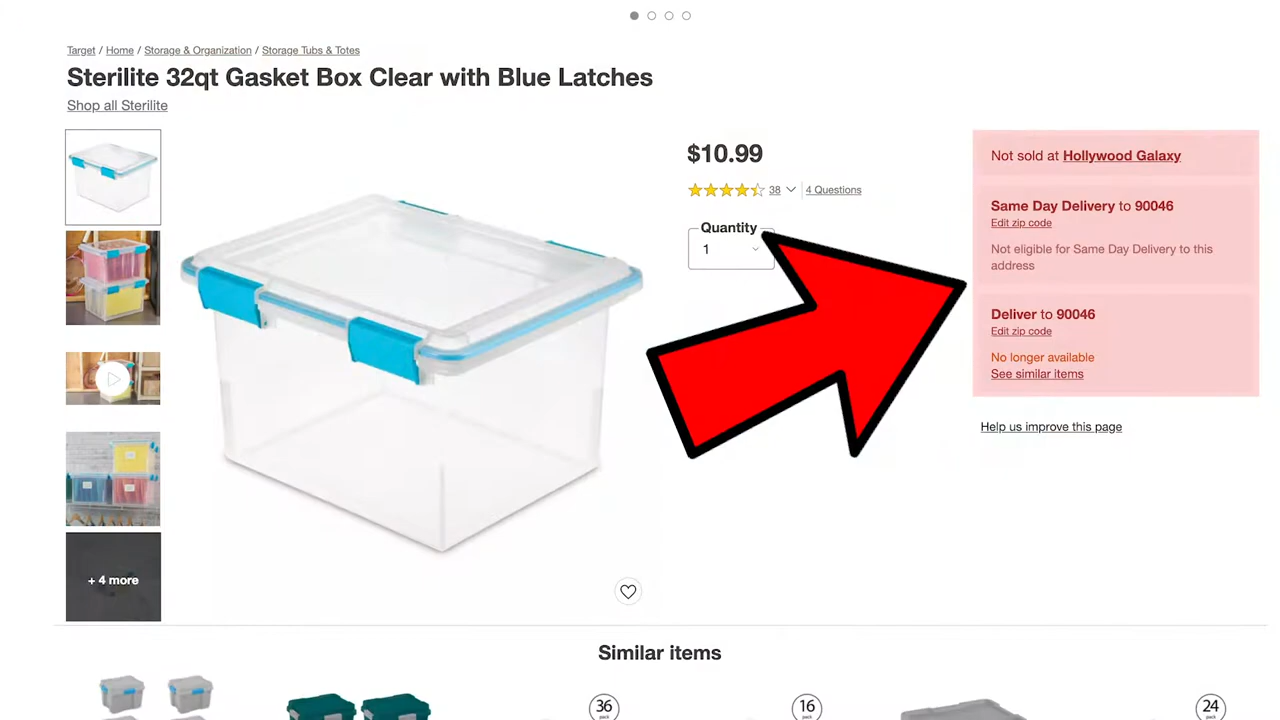 Target / Home / Storage & Organization / Storage Tubs & Totes
Sterilite 32qt Gasket Box Clear with Blue Latches
Shop all Sterilite
$10.99
38
4 Questions
Quantity
1
Not sold at Hollywood Galaxy
Same Day Delivery to 90046
Edit zip code
Not eligible for Same Day Delivery to this
address
Deliver to 90046
Edit zip code
No longer available
See similar items
Help us improve this page
+ 4 more
Similar items
36
pack
16
pack
24
pack